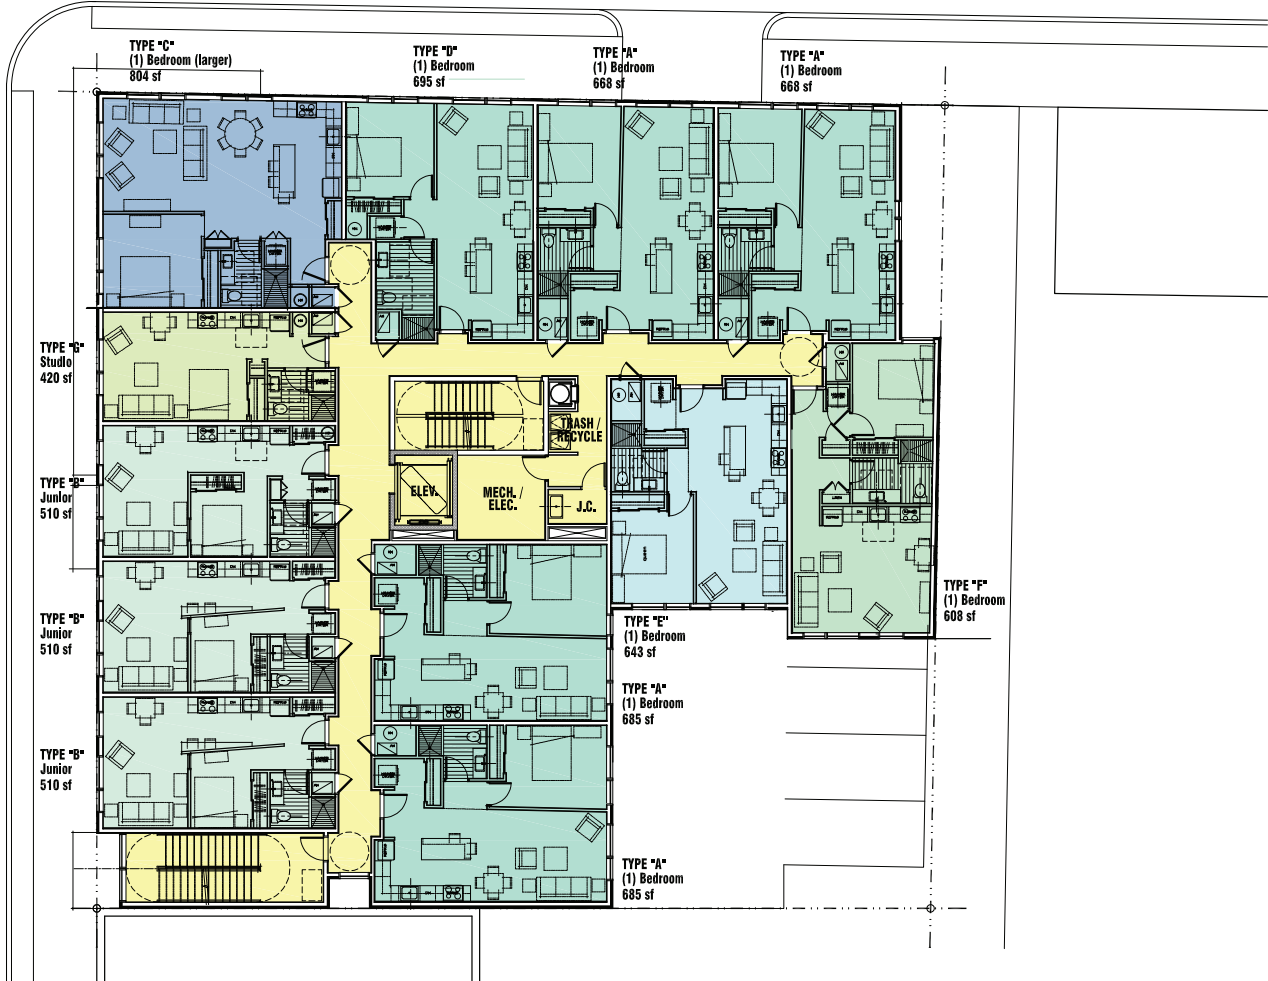 TYPE "C"
(1) Bedroom (larger)
804 sf
TYPE "D"
(1) Bedroom
695 sf
TYPE "A"
(1) Bedroom
668 sf
TYPE "A"
(1) Bedroom
668 sf
TYPE "G"
Studio
420 sf
TRASH /
RECYCLE
ELEV.
MECH. /
ELEC.
J.C.
TYPE "B"
Junior
510 sf
TYPE "B"
Junior
510 sf
TYPE "B"
Junior
510 sf
TYPE "E"
(1) Bedroom
643 sf
TYPE "F"
(1) Bedroom
608 sf
TYPE "A"
(1) Bedroom
685 sf
TYPE "A"
(1) Bedroom
685 sf